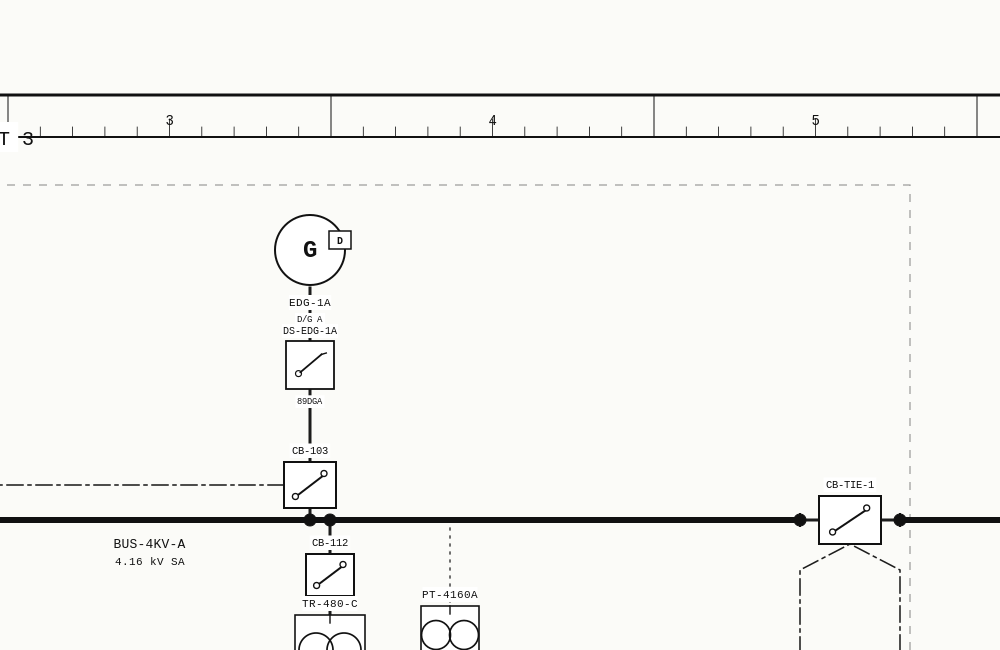 3 4 5
T 3
G
D
EDG-1A
D/G A
DS-EDG-1A
89DGA
CB-103
CB-TIE-1
BUS-4KV-A
4.16 kV SA
CB-112
PT-4160A
TR-480-C